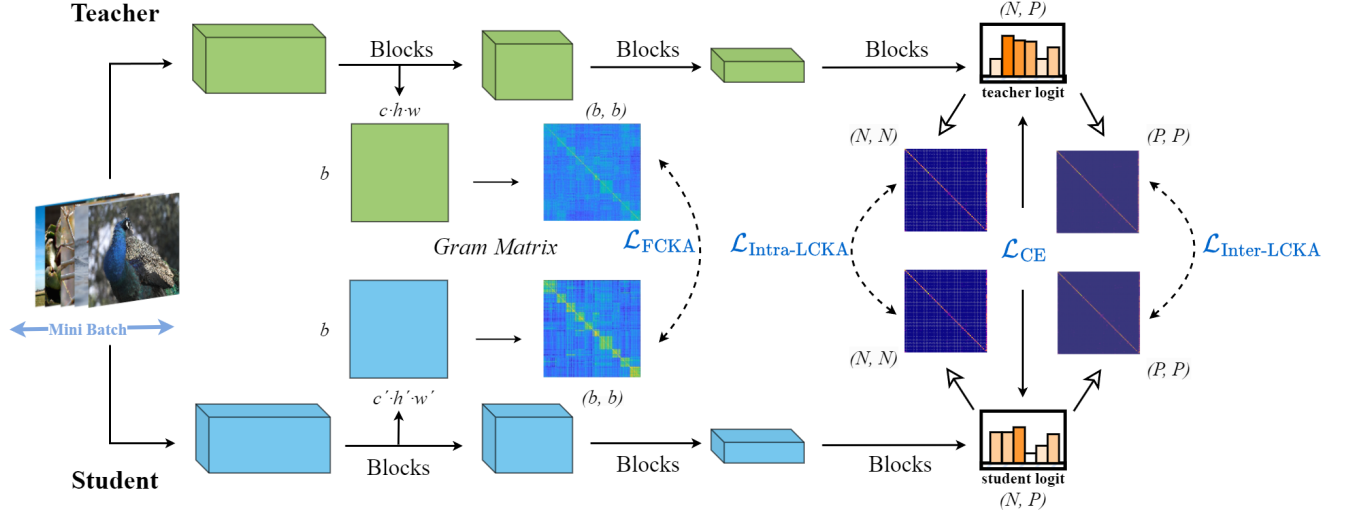 Teacher
(N, P)
Blocks
Blocks
Blocks
teacher logit
c·h·w
(b, b)
(N, N)
(P, P)
b
Gram Matrix
ℒFCKA
ℒIntra-LCKA
ℒCE
ℒInter-LCKA
Mini Batch
b
(N, N)
(P, P)
c´·h´·w´
(b, b)
Blocks
Blocks
Blocks
Student
student logit
(N, P)